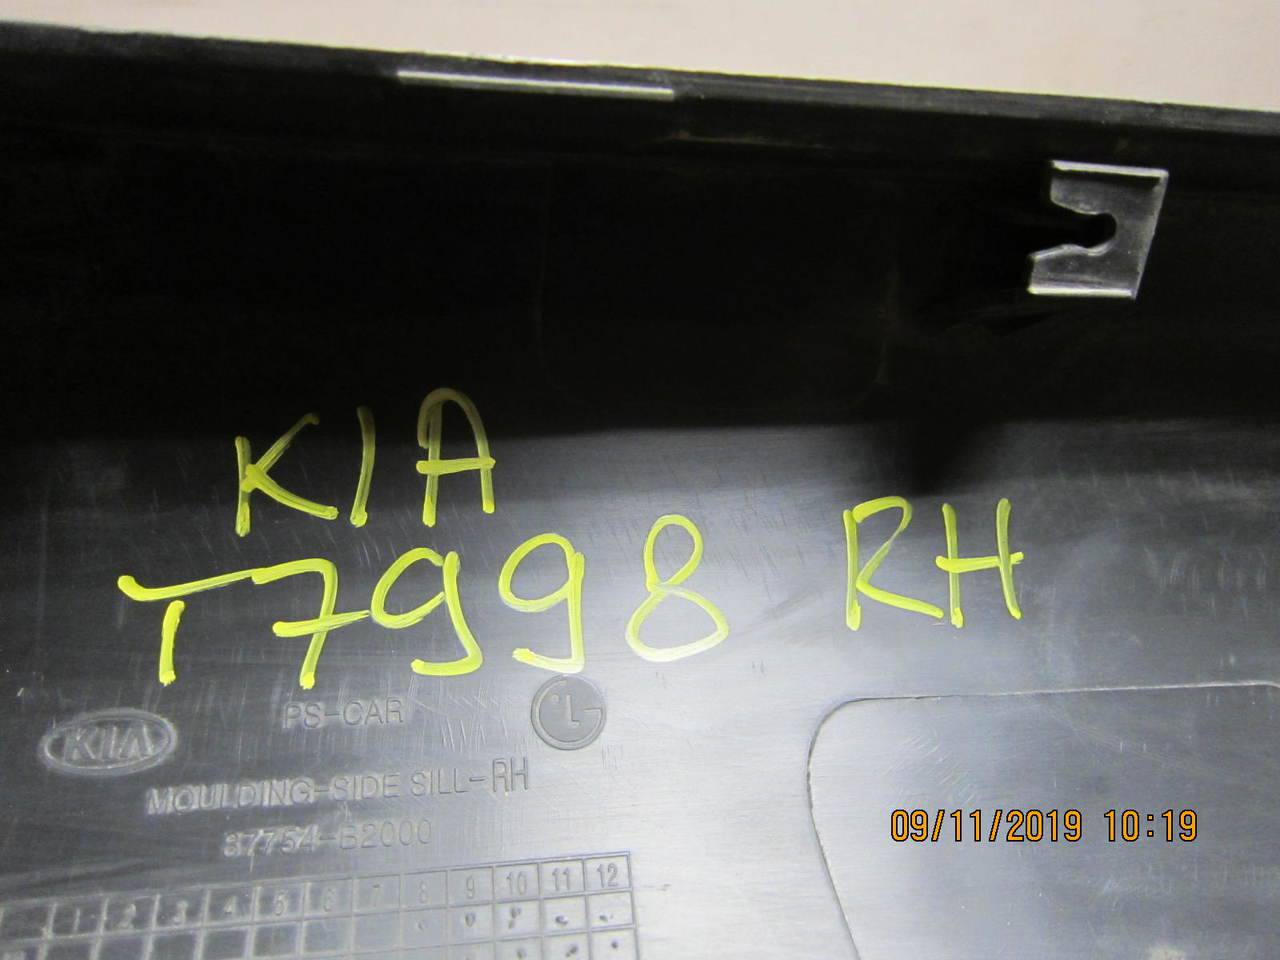 KIA
T7998 RH
PS-CAR
KIA
MOULDING-SIDE SILL-RH
87754-B2000
09/11/2019 10:19
1 2 3 4 5 6 7 8 9 10 11 12